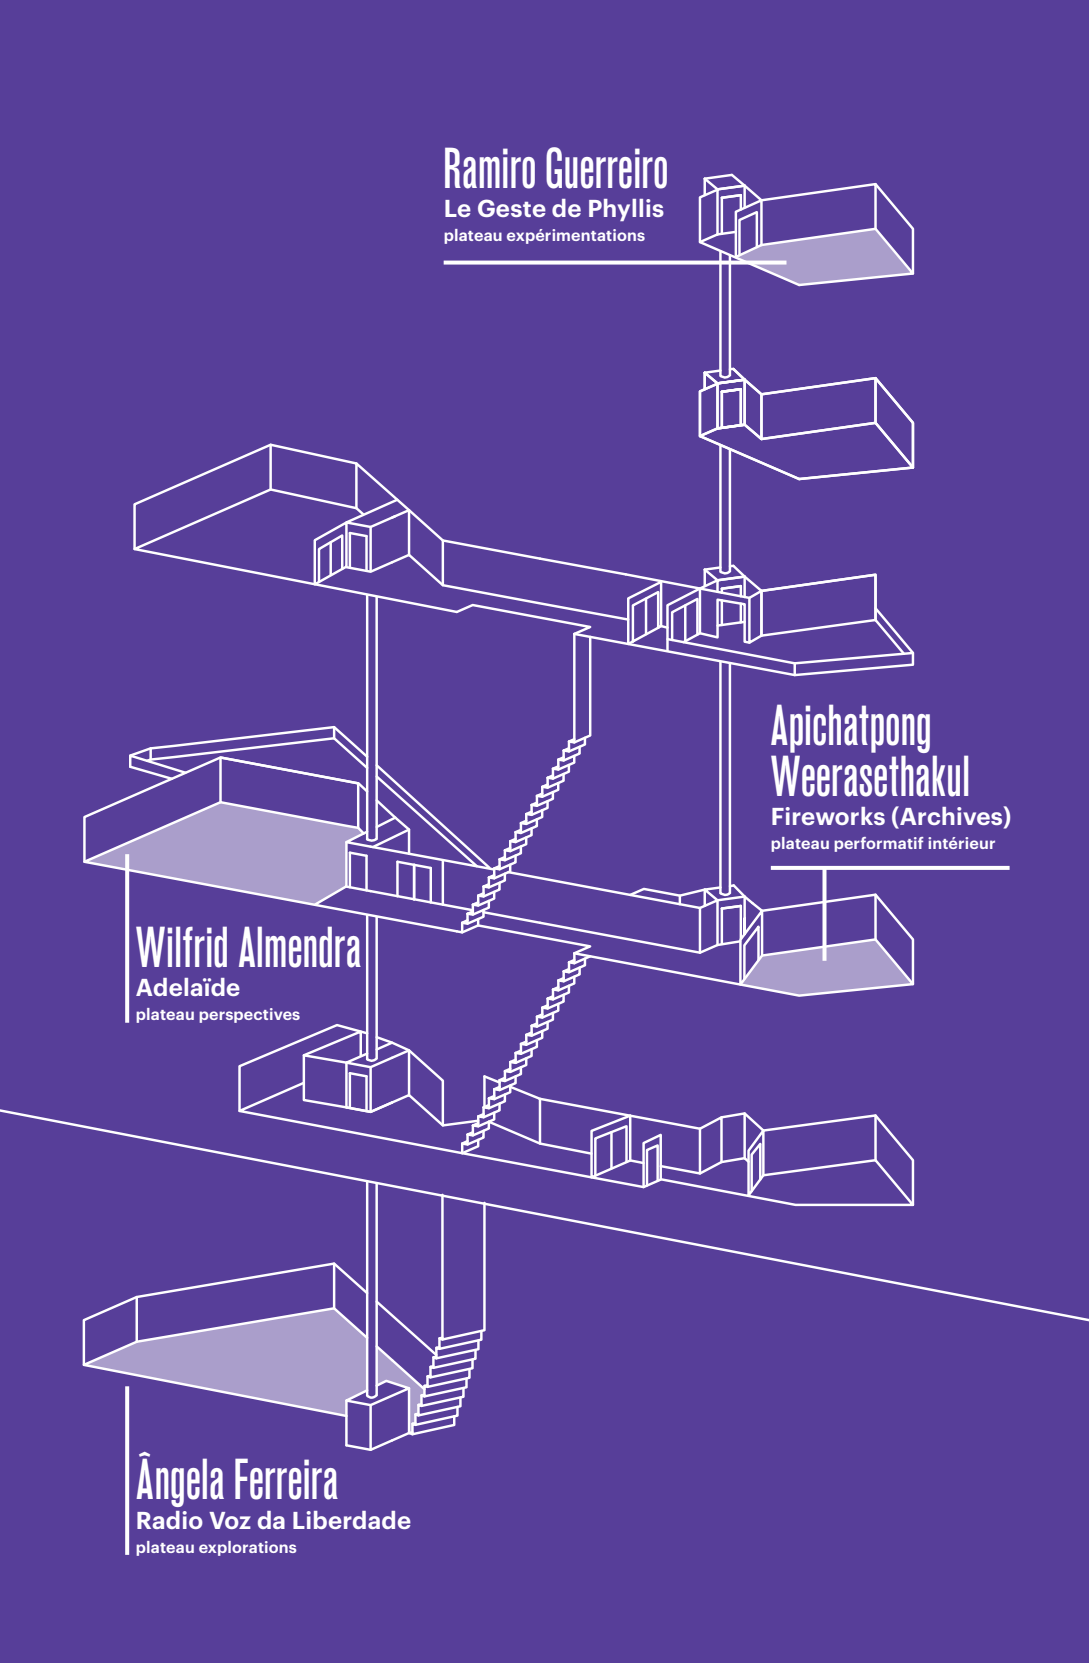 Ramiro Guerreiro
Le Geste de Phyllis
plateau expérimentations
Apichatpong
Weerasethakul
Fireworks (Archives)
plateau performatif intérieur
Wilfrid Almendra
Adelaïde
plateau perspectives
Ângela Ferreira
Radio Voz da Liberdade
plateau explorations